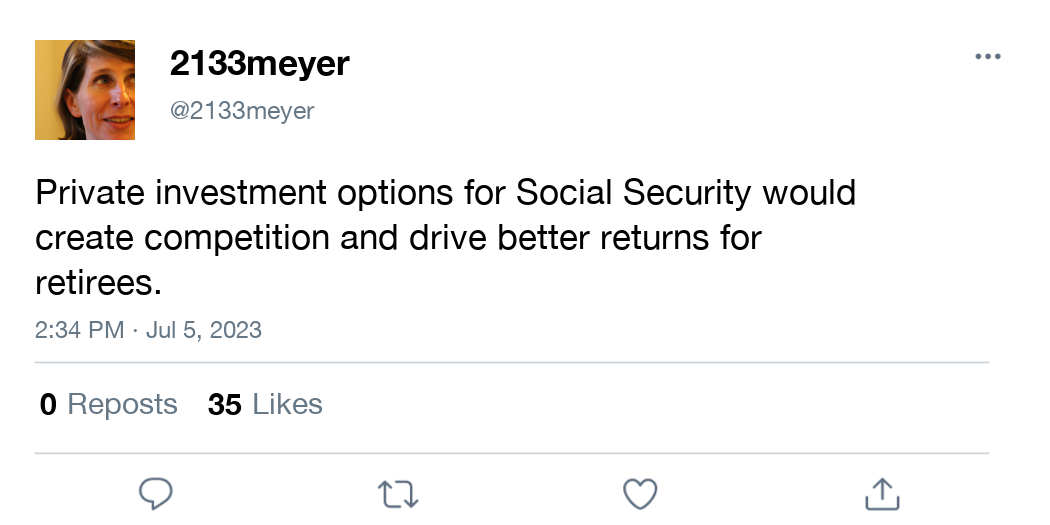 2133meyer
@2133meyer
Private investment options for Social Security would
create competition and drive better returns for
retirees.
2:34 PM · Jul 5, 2023
0 Reposts 35 Likes